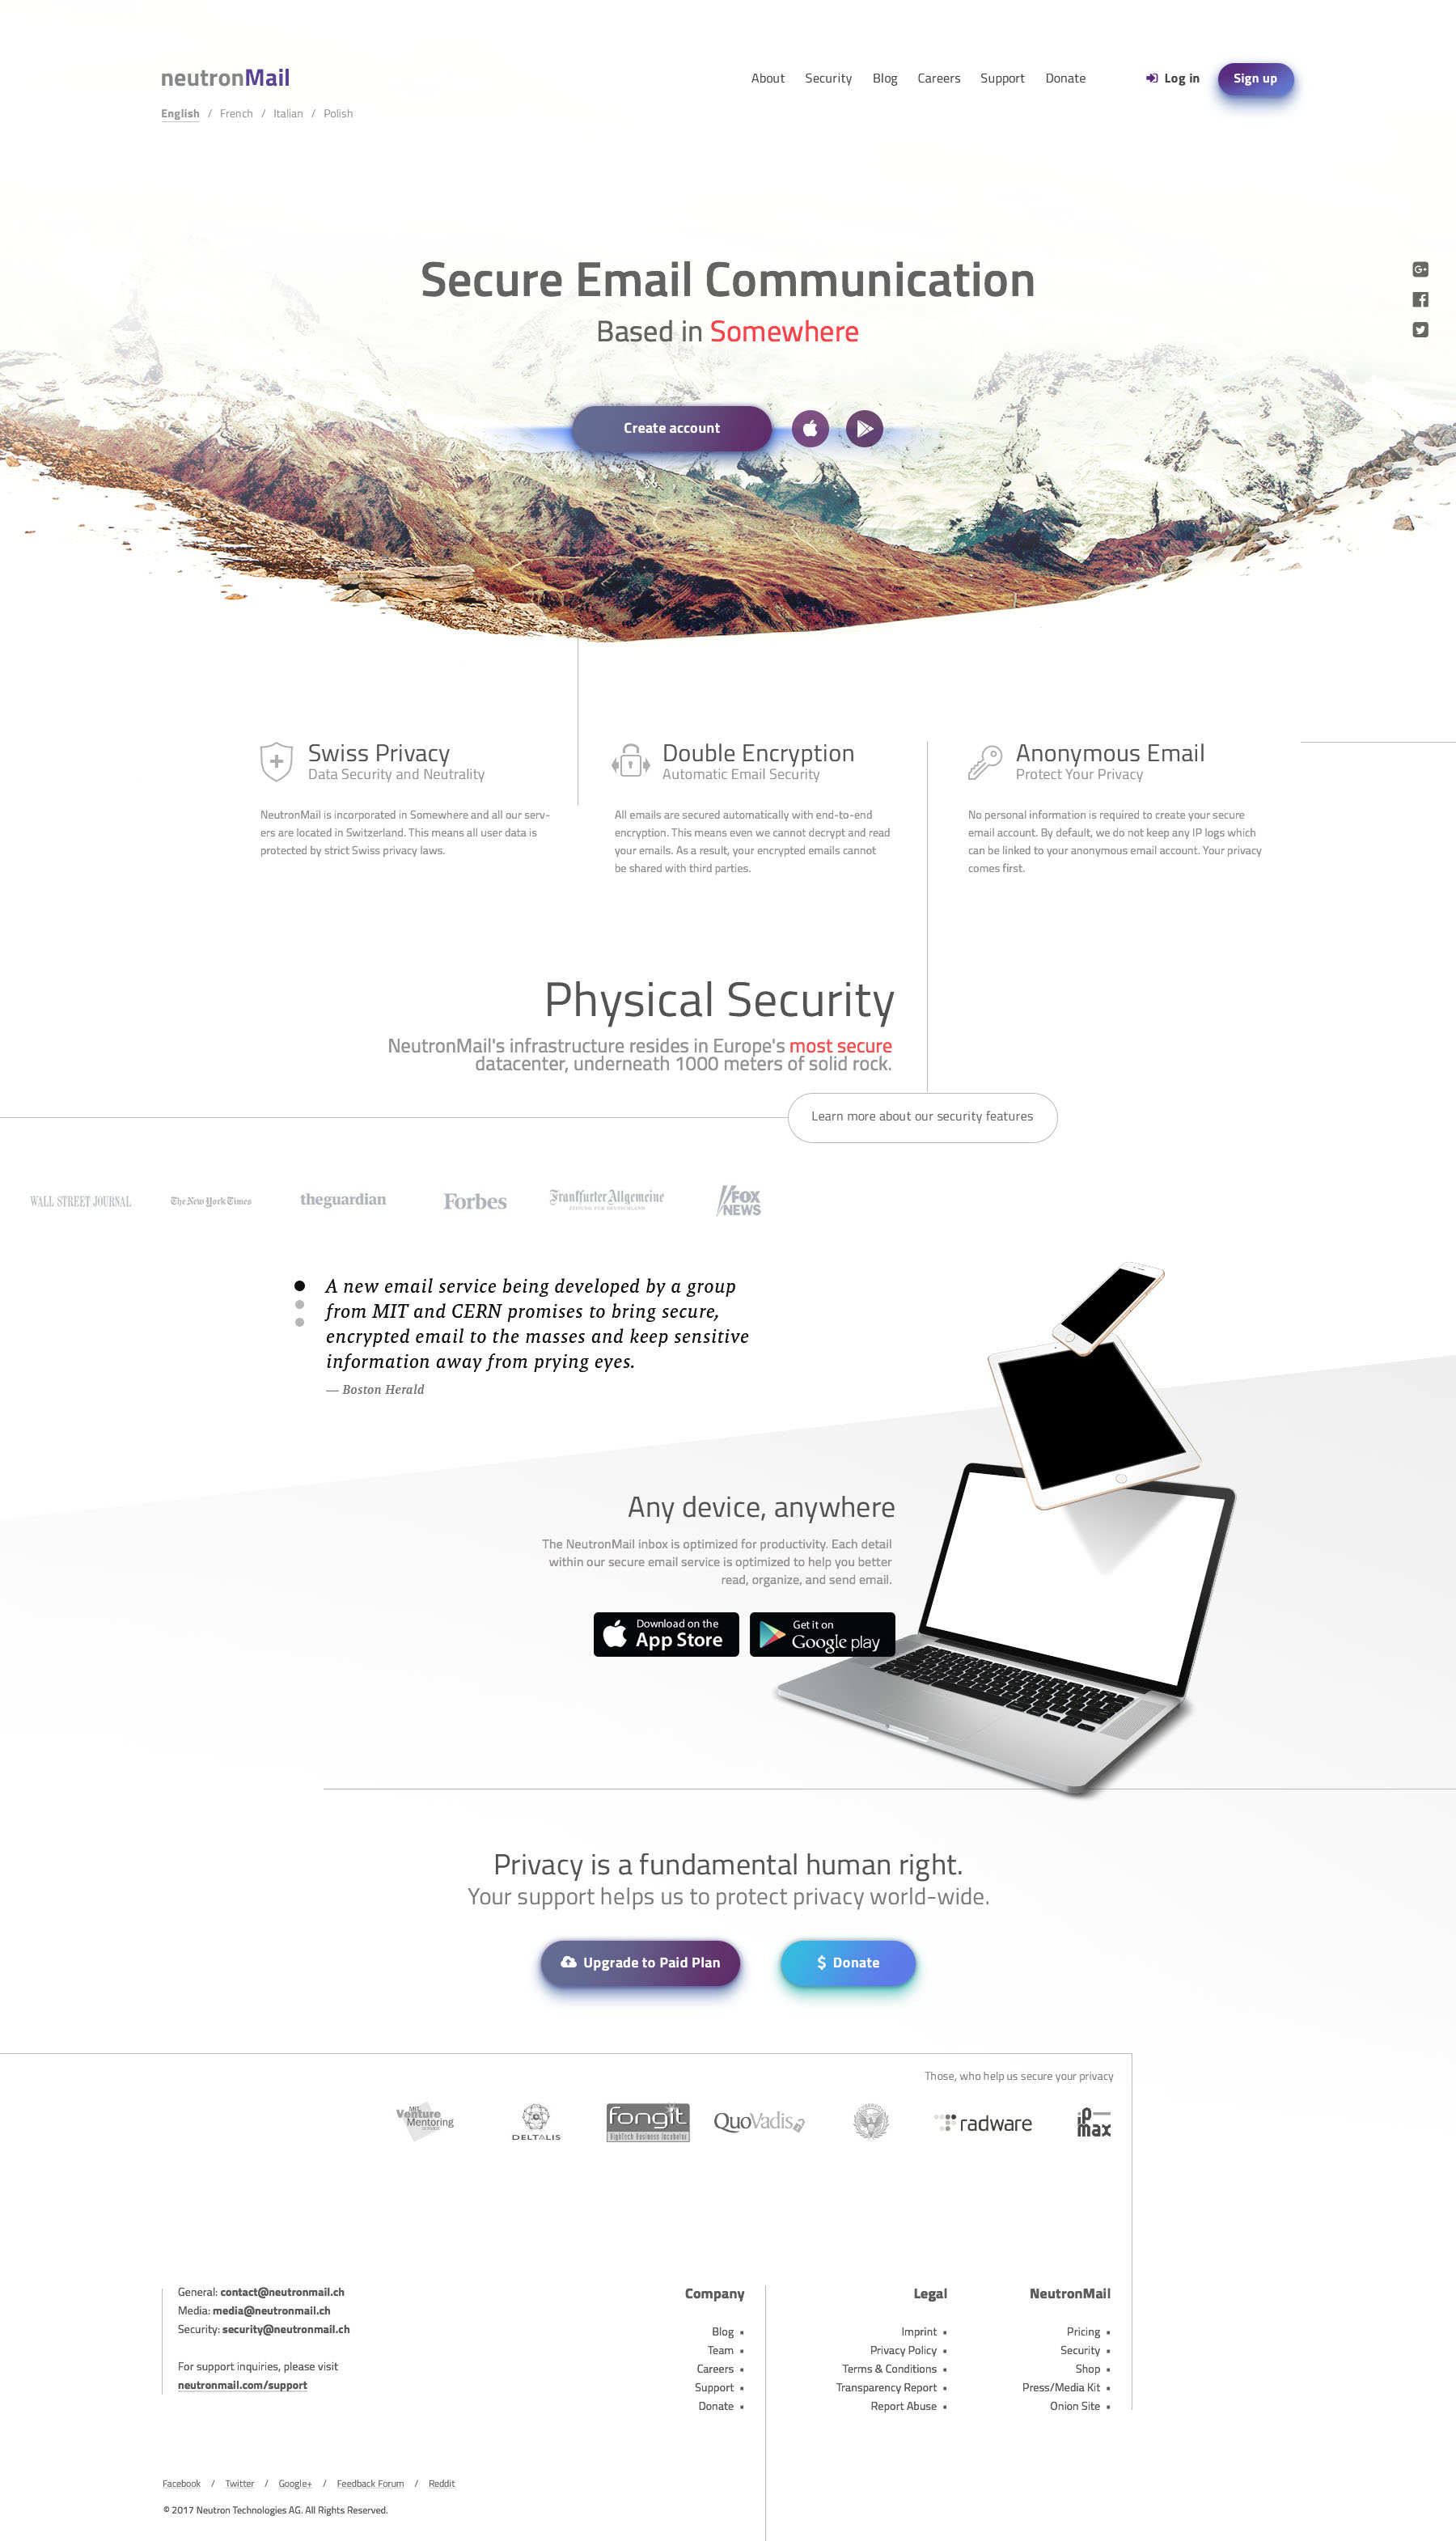 neutronMail
About Security Blog Careers Support Donate Log in Sign up
English / French / Italian / Polish
Secure Email Communication
Based in Somewhere
Create account
Swiss Privacy
Data Security and Neutrality
NeutronMail is incorporated in Somewhere and all our serv-
ers are located in Switzerland. This means all user data is
protected by strict Swiss privacy laws.
Double Encryption
Automatic Email Security
All emails are secured automatically with end-to-end
encryption. This means even we cannot decrypt and read
your emails. As a result, your encrypted emails cannot
be shared with third parties.
Anonymous Email
Protect Your Privacy
No personal information is required to create your secure
email account. By default, we do not keep any IP logs which
can be linked to your anonymous email account. Your privacy
comes first.
Physical Security
NeutronMail's infrastructure resides in Europe's most secure
datacenter, underneath 1000 meters of solid rock.
Learn more about our security features
WALL STREET JOURNAL
The New York Times
theguardian
Forbes
Frankfurter Allgemeine
ZEITUNG FÜR DEUTSCHLAND
FOX
NEWS
A new email service being developed by a group
from MIT and CERN promises to bring secure,
encrypted email to the masses and keep sensitive
information away from prying eyes.
— Boston Herald
Any device, anywhere
The NeutronMail inbox is optimized for productivity. Each detail
within our secure email service is optimized to help you better
read, organize, and send email.
Download on the
App Store
Get it on
Google play
Privacy is a fundamental human right.
Your support helps us to protect privacy world-wide.
Upgrade to Paid Plan
$ Donate
Those, who help us secure your privacy
MIT
Venture
Mentoring
SERVICE
DELTALIS
fongit
HighTech Business Incubator
QuoVadis
radware
ip-
max
General: contact@neutronmail.ch
Media: media@neutronmail.ch
Security: security@neutronmail.ch
For support inquiries, please visit
neutronmail.com/support
Company
Blog •
Team •
Careers •
Support •
Donate •
Legal
Imprint •
Privacy Policy •
Terms & Conditions •
Transparency Report •
Report Abuse •
NeutronMail
Pricing •
Security •
Shop •
Press/Media Kit •
Onion Site •
Facebook / Twitter / Google+ / Feedback Forum / Reddit
© 2017 Neutron Technologies AG. All Rights Reserved.